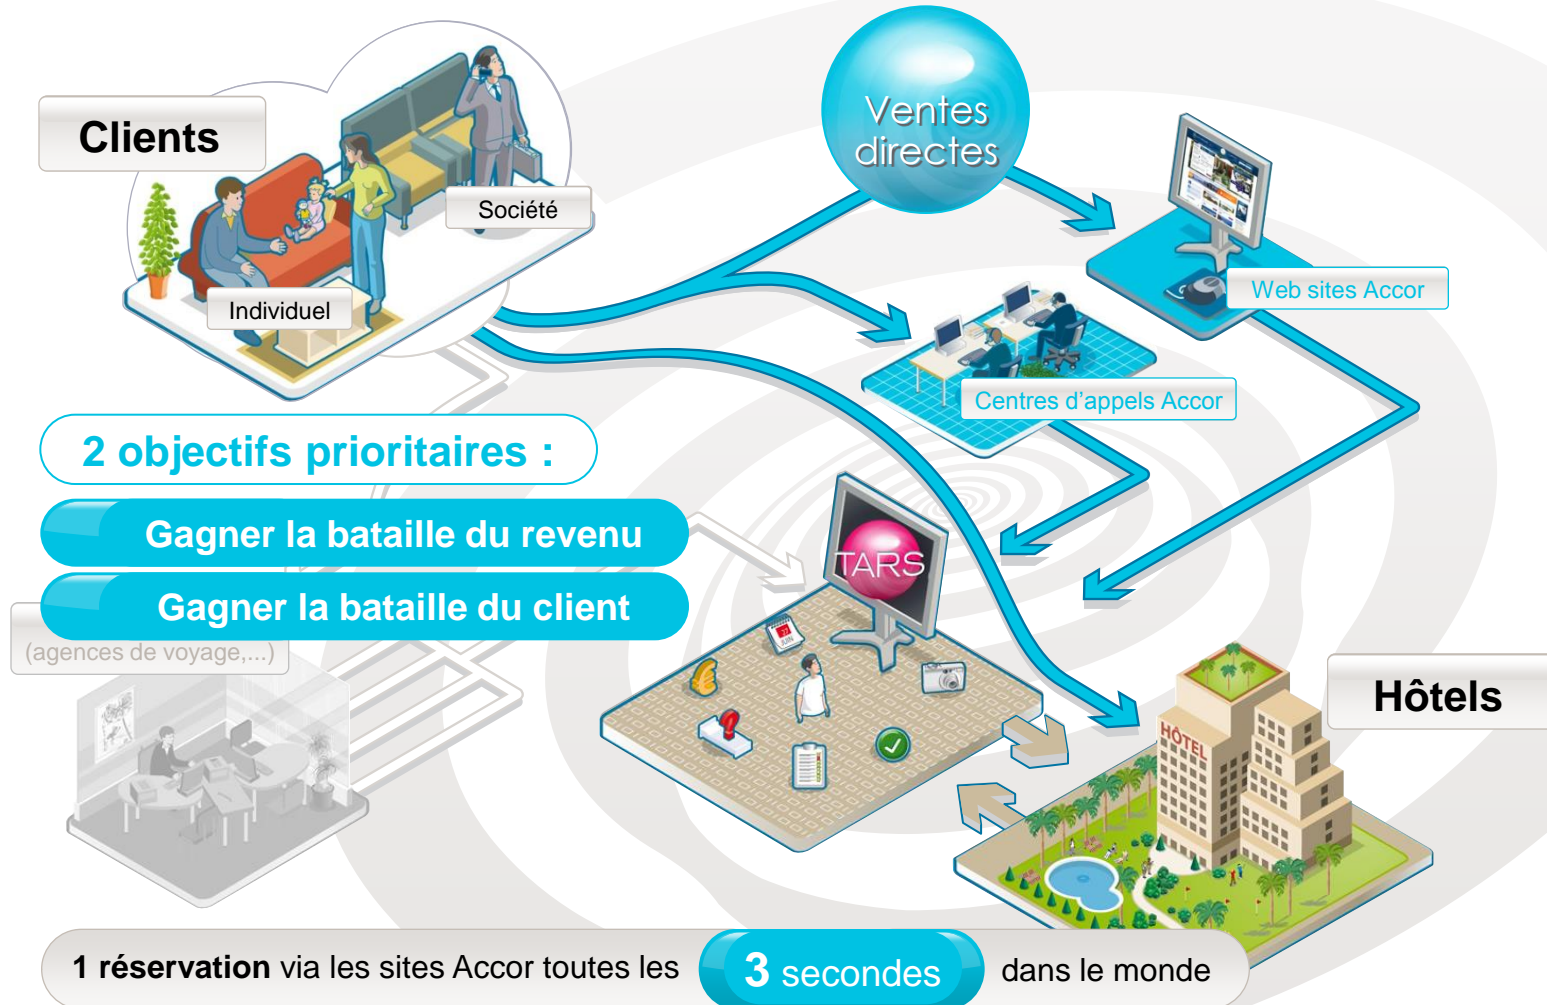 Clients
Société
Individuel
Ventes
directes
Web sites Accor
Centres d'appels Accor
2 objectifs prioritaires :
Gagner la bataille du revenu
Gagner la bataille du client
(agences de voyage,...)
TARS
27
JUIN
HÔTEL
Hôtels
1 réservation via les sites Accor toutes les 3 secondes dans le monde